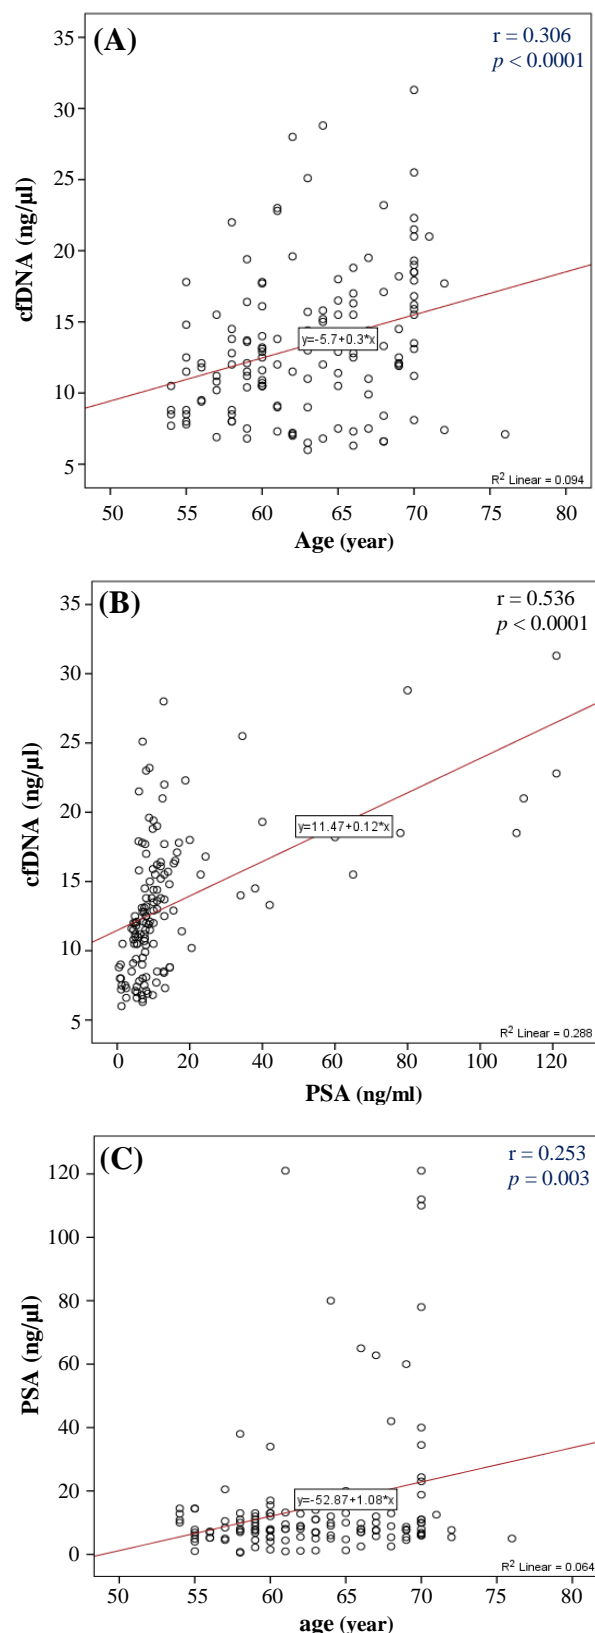 (A)
r = 0.306
p < 0.0001
35
30
25
20
15
10
5
cfDNA (ng/µl)
y=-5.7+0.3*x
R2 Linear = 0.094
50 55 60 65 70 75 80
Age (year)
(B)
r = 0.536
p < 0.0001
35
30
25
20
15
10
5
cfDNA (ng/µl)
y=11.47+0.12*x
R2 Linear = 0.288
0 20 40 60 80 100 120
PSA (ng/ml)
(C)
r = 0.253
p = 0.003
120
100
80
60
40
20
0
PSA (ng/µl)
y=-52.87+1.08*x
R2 Linear = 0.064
50 55 60 65 70 75 80
age (year)